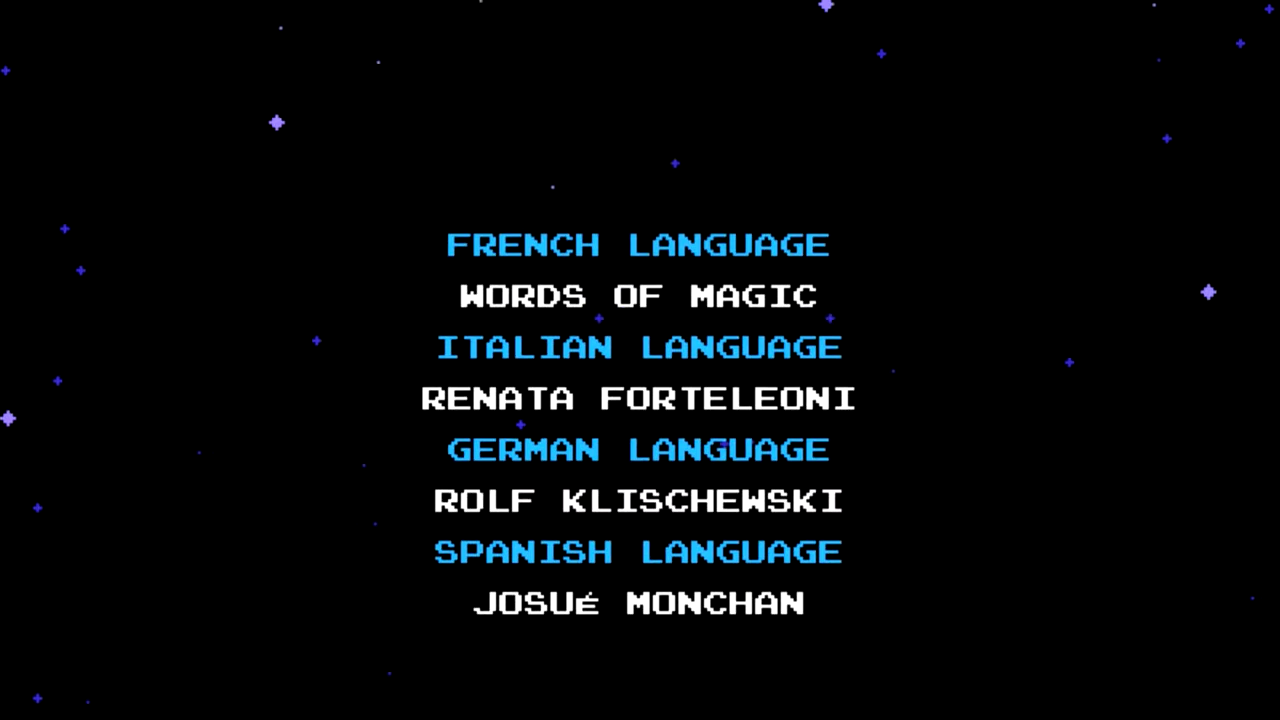 FRENCH LANGUAGE
WORDS OF MAGIC
ITALIAN LANGUAGE
RENATA FORTELEONI
GERMAN LANGUAGE
ROLF KLISCHEWSKI
SPANISH LANGUAGE
JOSUÉ MONCHAN